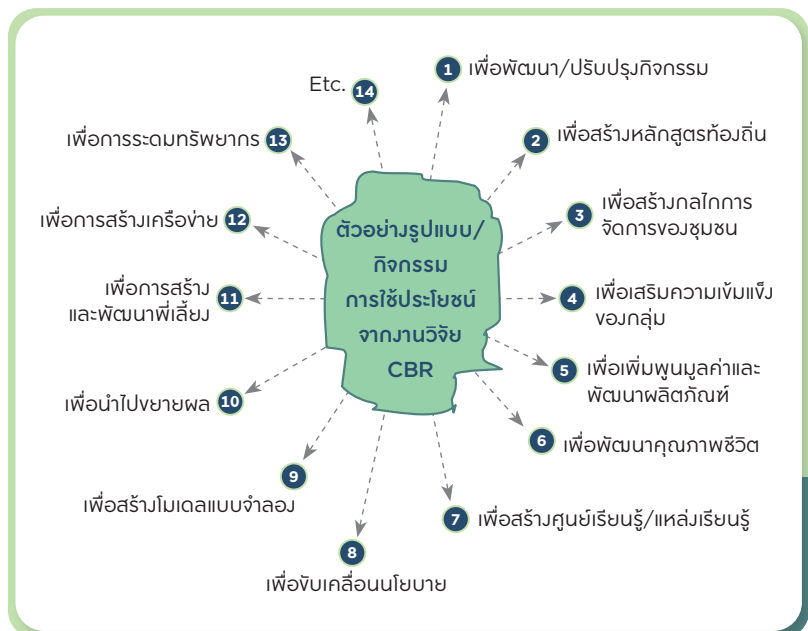 ตัวอย่างรูปแบบ/
กิจกรรม
การใช้ประโยชน์
จากงานวิจัย
CBR
1 เพื่อพัฒนา/ปรับปรุงกิจกรรม
2 เพื่อสร้างหลักสูตรท้องถิ่น
3 เพื่อสร้างกลไกการ
จัดการของชุมชน
4 เพื่อเสริมความเข้มแข็ง
ของกลุ่ม
5 เพื่อเพิ่มพูนมูลค่าและ
พัฒนาผลิตภัณฑ์
6 เพื่อพัฒนาคุณภาพชีวิต
7 เพื่อสร้างศูนย์เรียนรู้/แหล่งเรียนรู้
8
เพื่อขับเคลื่อนนโยบาย
9
เพื่อสร้างโมเดลแบบจำลอง
เพื่อนำไปขยายผล 10
เพื่อการสร้าง
และพัฒนาพี่เลี้ยง 11
เพื่อการสร้างเครือข่าย 12
เพื่อการระดมทรัพยากร 13
Etc. 14